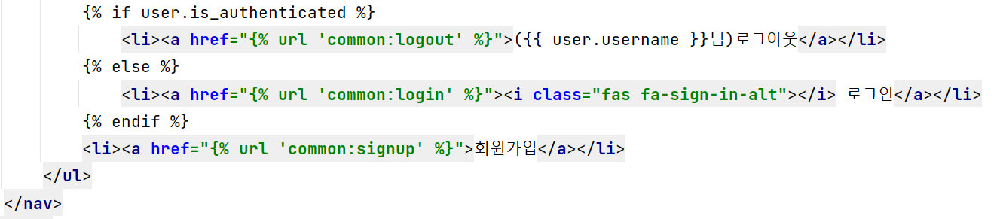 {% if user.is_authenticated %}
<li><a href="{% url 'common:logout' %}">({{ user.username }}님)로그아웃</a></li>
{% else %}
<li><a href="{% url 'common:login' %}"><i class="fas fa-sign-in-alt"></i> 로그인</a></li>
{% endif %}
<li><a href="{% url 'common:signup' %}">회원가입</a></li>
</ul>
</nav>